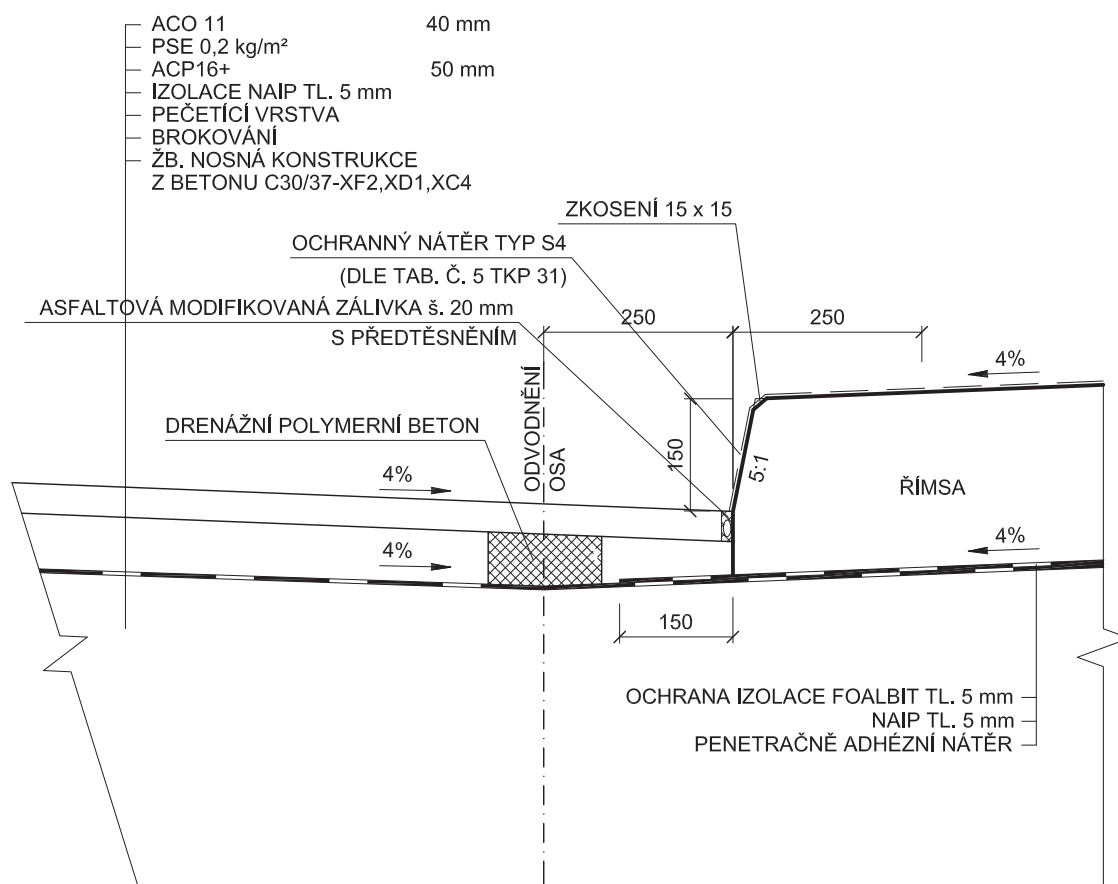 ACO 11 40 mm
PSE 0,2 kg/m²
ACP16+ 50 mm
IZOLACE NAIP TL. 5 mm
PEČETÍCÍ VRSTVA
BROKOVÁNÍ
ŽB. NOSNÁ KONSTRUKCE
Z BETONU C30/37-XF2,XD1,XC4
ZKOSENÍ 15 x 15
OCHRANNÝ NÁTĚR TYP S4
(DLE TAB. Č. 5 TKP 31)
ASFALTOVÁ MODIFIKOVANÁ ZÁLIVKA š. 20 mm
S PŘEDTĚSNĚNÍM
250
250
4%
ODVODNĚNÍ
OSA
DRENÁŽNÍ POLYMERNÍ BETON
150
5:1
4%
ŘÍMSA
4%
4%
150
OCHRANA IZOLACE FOALBIT TL. 5 mm
NAIP TL. 5 mm
PENETRAČNĚ ADHÉZNÍ NÁTĚR